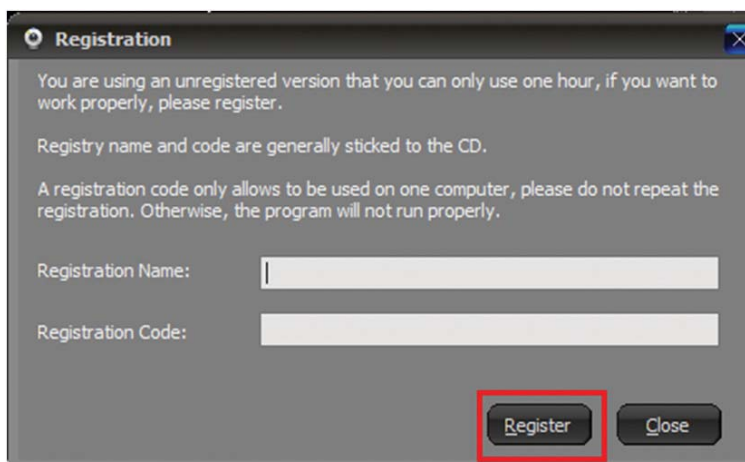 Registration
You are using an unregistered version that you can only use one hour, if you want to
work properly, please register.
Registry name and code are generally sticked to the CD.
A registration code only allows to be used on one computer, please do not repeat the
registration. Otherwise, the program will not run properly.
Registration Name:
Registration Code:
Register Close